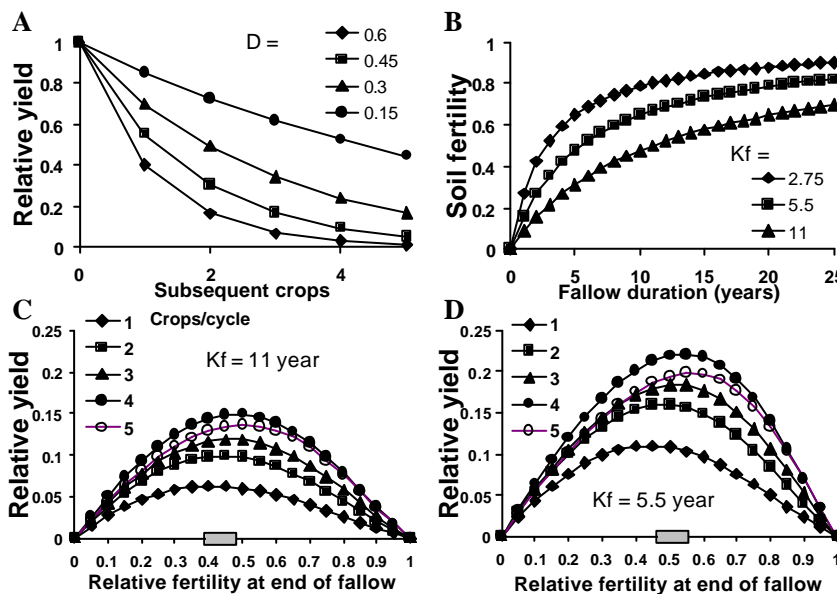 A
D =
0.6
0.45
0.3
0.15
Relative yield
1
0.8
0.6
0.4
0.2
0
0 2 4
Subsequent crops
B
Soil fertility
1
0.8
0.6
0.4
0.2
0
Kf =
2.75
5.5
11
0 5 10 15 20 25
Fallow duration (years)
C
Crops/cycle
1
2
3
4
5
Kf = 11 year
Relative yield
0.25
0.2
0.15
0.1
0.05
0
0 0.1 0.2 0.3 0.4 0.5 0.6 0.7 0.8 0.9 1
Relative fertility at end of fallow
D
1
2
3
4
5
Kf = 5.5 year
Relative yield
0.25
0.2
0.15
0.1
0.05
0
0 0.1 0.2 0.3 0.4 0.5 0.6 0.7 0.8 0.9 1
Relative fertility at end of fallow